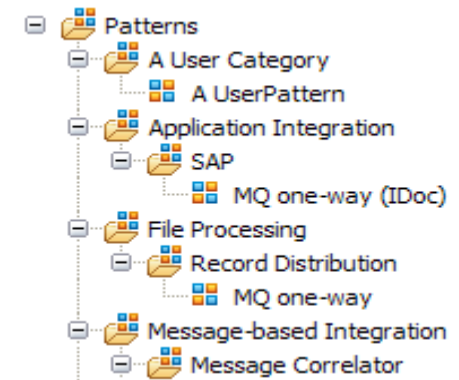 Patterns
A User Category
A UserPattern
Application Integration
SAP
MQ one-way (IDoc)
File Processing
Record Distribution
MQ one-way
Message-based Integration
Message Correlator